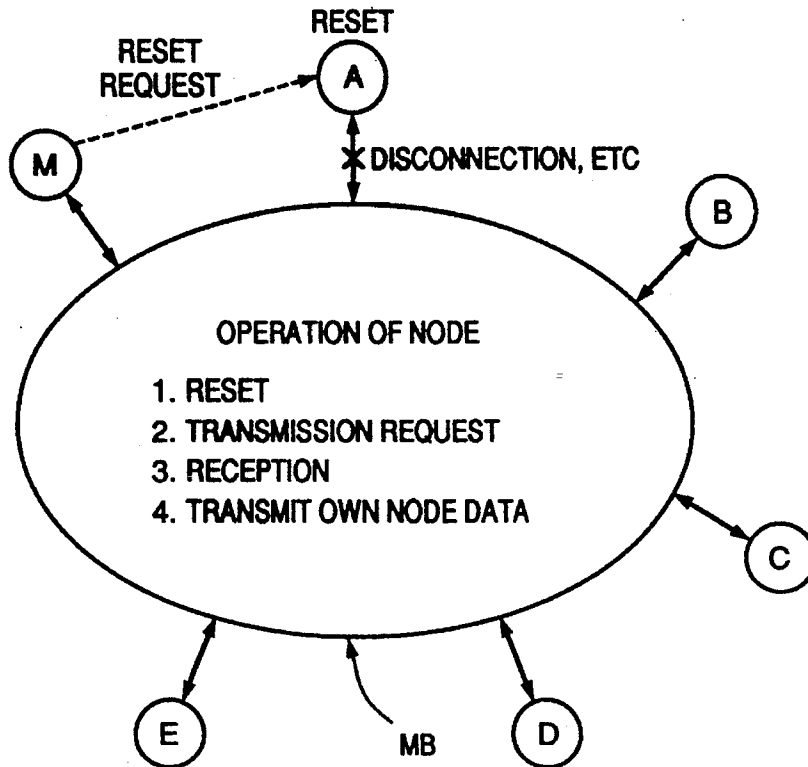 RESET
RESET
REQUEST
A
M
DISCONNECTION, ETC
B
OPERATION OF NODE
1. RESET
2. TRANSMISSION REQUEST
3. RECEPTION
4. TRANSMIT OWN NODE DATA
C
E
MB
D